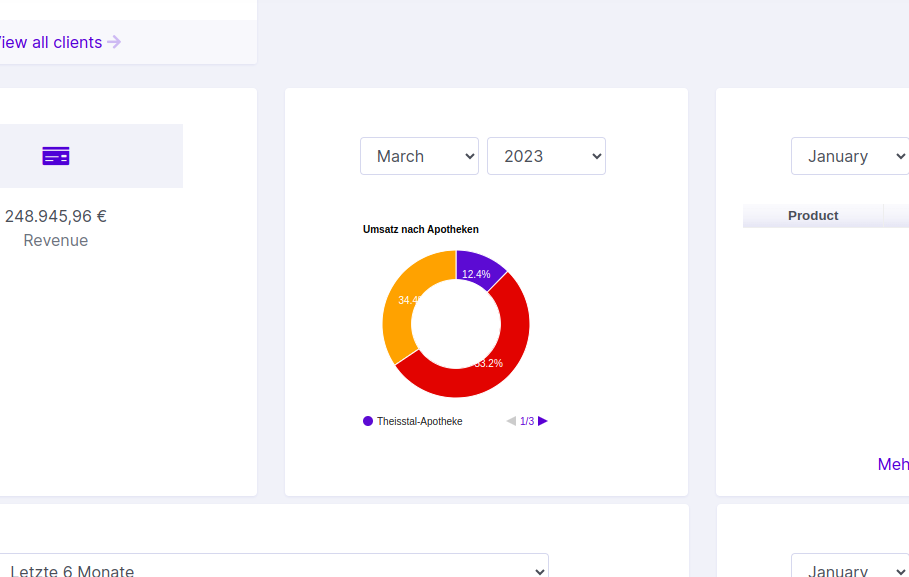 View all clients
March
2023
January
248.945,96 €
Revenue
Product
Umsatz nach Apotheken
12.4%
34.4%
53.2%
Theisstal-Apotheke
1/3
Meh
Letzte 6 Monate
January